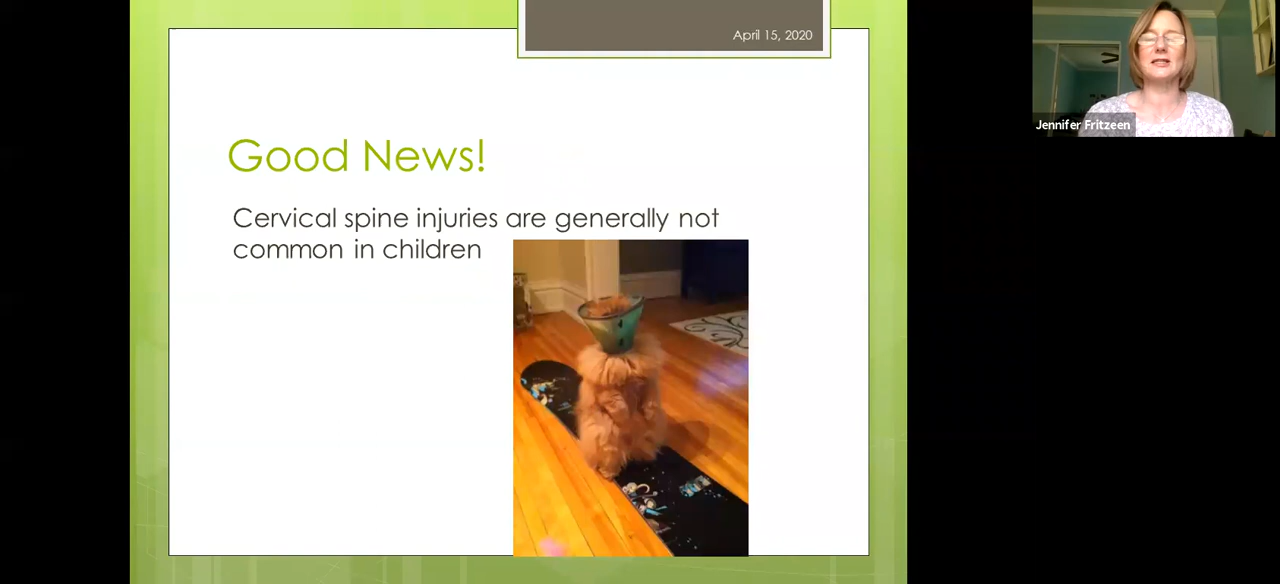 April 15, 2020
Good News!
Cervical spine injuries are generally not
common in children
Jennifer Fritzeen